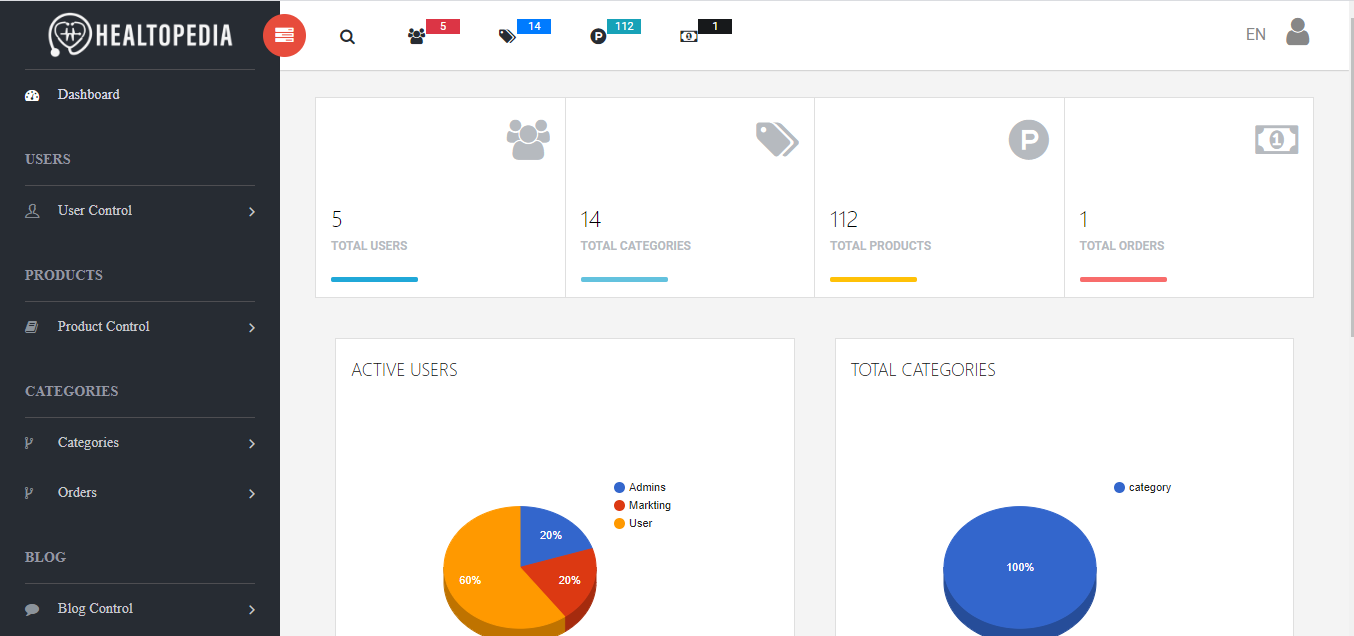 HEALTOPEDIA
5
14
112
1
EN
Dashboard
USERS
User Control
PRODUCTS
Product Control
CATEGORIES
Categories
Orders
BLOG
Blog Control
5
TOTAL USERS
14
TOTAL CATEGORIES
112
TOTAL PRODUCTS
1
TOTAL ORDERS
ACTIVE USERS
Admins
Markting
User
20%
20%
60%
TOTAL CATEGORIES
category
100%